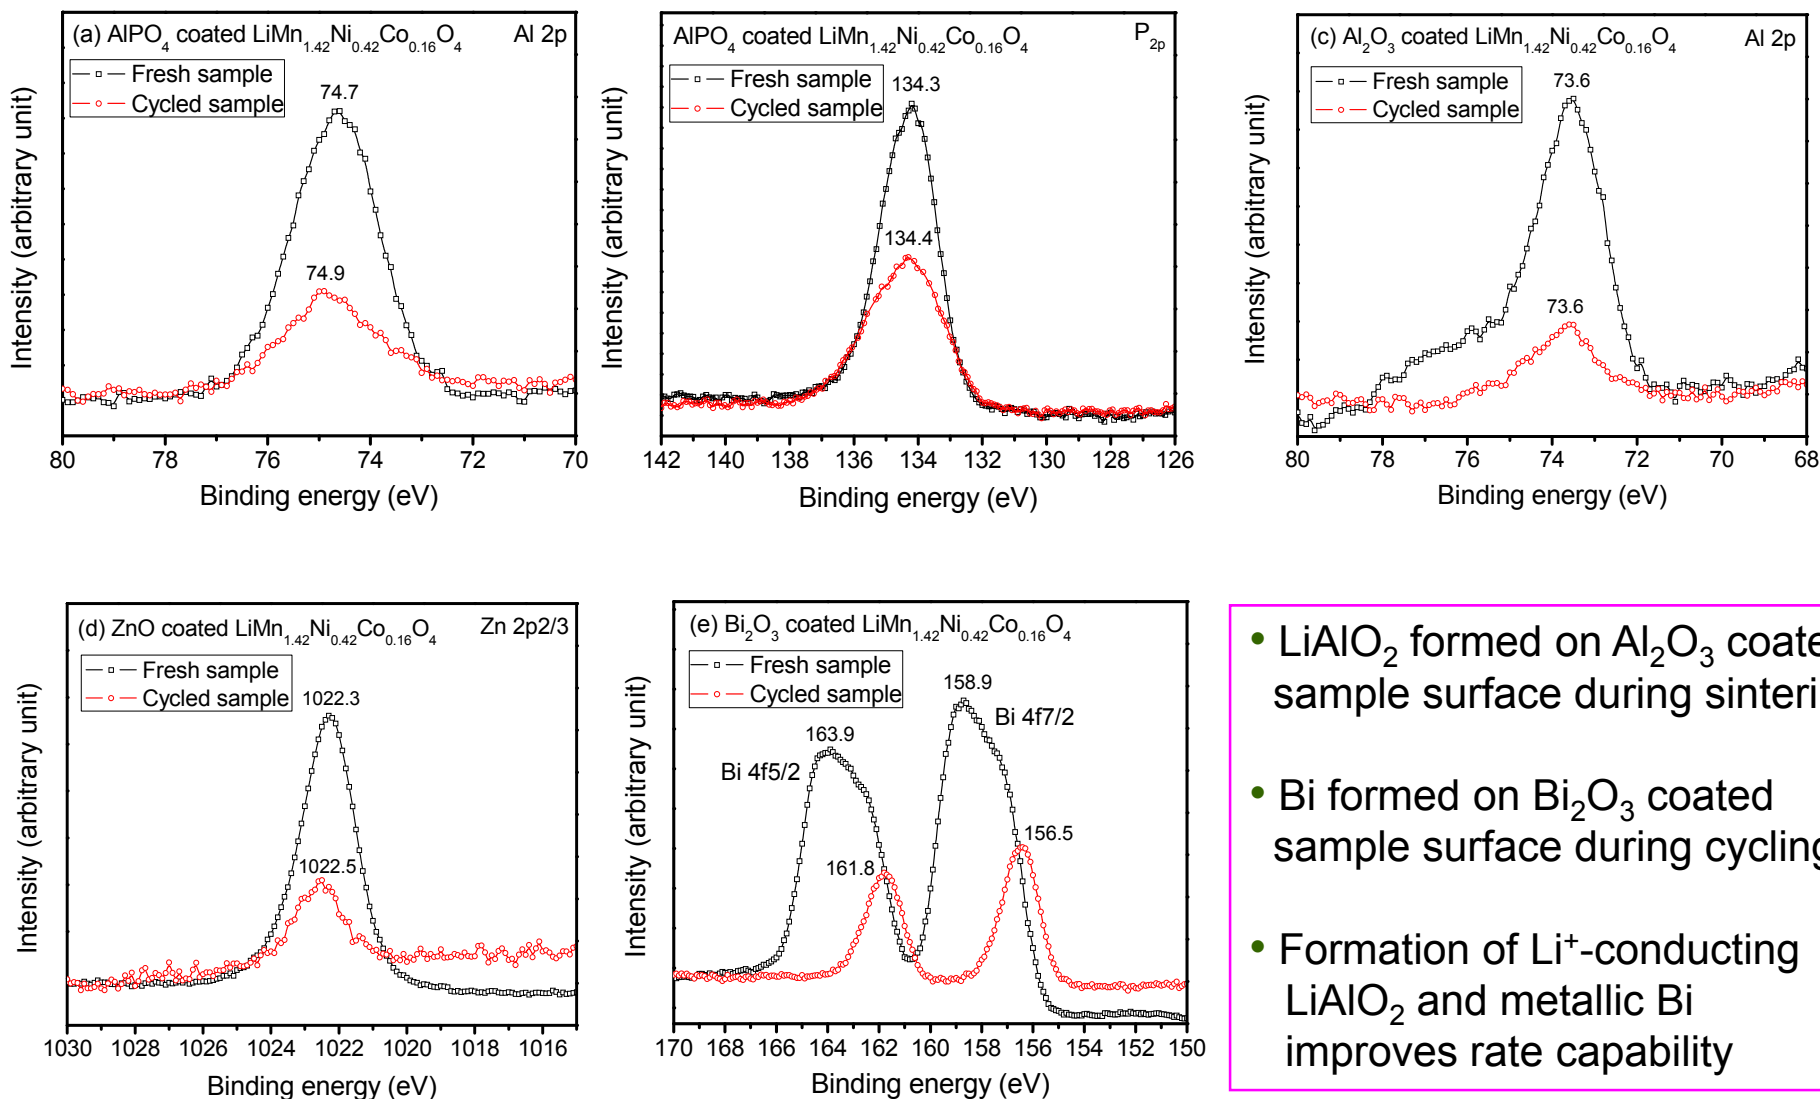 (a) AlPO4 coated LiMn1.42Ni0.42Co0.16O4 Al 2p
Fresh sample
Cycled sample
74.7
74.9
Intensity (arbitrary unit)
80 78 76 74 72 70
Binding energy (eV)
AlPO4 coated LiMn1.42Ni0.42Co0.16O4 P2p
Fresh sample
Cycled sample
134.3
134.4
Intensity (arbitrary unit)
142 140 138 136 134 132 130 128 126
Binding energy (eV)
(c) Al2O3 coated LiMn1.42Ni0.42Co0.16O4 Al 2p
Fresh sample
Cycled sample
73.6
73.6
Intensity (arbitrary unit)
80 78 76 74 72 70 68
Binding energy (eV)
(d) ZnO coated LiMn1.42Ni0.42Co0.16O4 Zn 2p2/3
Fresh sample
Cycled sample
1022.3
1022.5
Intensity (arbitrary unit)
1030 1028 1026 1024 1022 1020 1018 1016
Binding energy (eV)
(e) Bi2O3 coated LiMn1.42Ni0.42Co0.16O4
Fresh sample
Cycled sample
158.9
163.9
Bi 4f7/2
Bi 4f5/2
156.5
161.8
Intensity (arbitrary unit)
170 168 166 164 162 160 158 156 154 152 150
Binding energy (eV)
• LiAlO2 formed on Al2O3 coate
sample surface during sinteri
• Bi formed on Bi2O3 coated
sample surface during cycling
• Formation of Li+-conducting
LiAlO2 and metallic Bi
improves rate capability